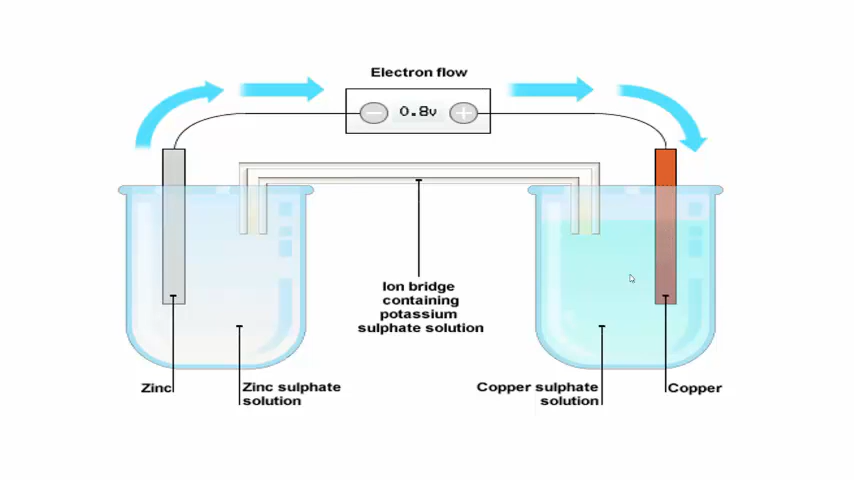 Electron flow
0.8v
Ion bridge
containing
potassium
sulphate solution
Zinc
Zinc sulphate
solution
Copper sulphate
solution
Copper